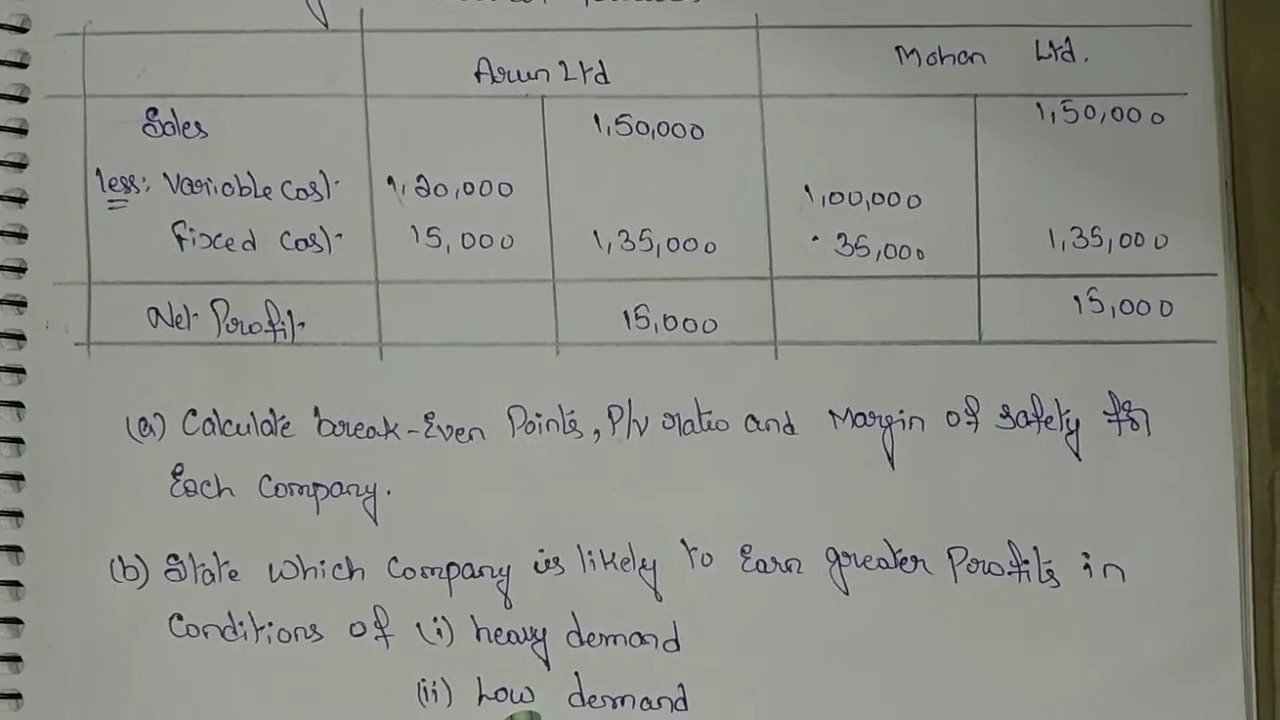 Arun Ltd Mohan Ltd.
Sales 1,50,000 1,50,000
less: Variable Cost 1,20,000 1,00,000
Fixed Cost 15,000 1,35,000 35,000 1,35,000
Net Profit 15,000 15,000
(a) Calculate break-Even Points, P/v ratio and Margin of Safety for
Each Company.
(b) State which Company is likely to Earn greater Profits in
Conditions of (i) heavy demand
(ii) Low demand